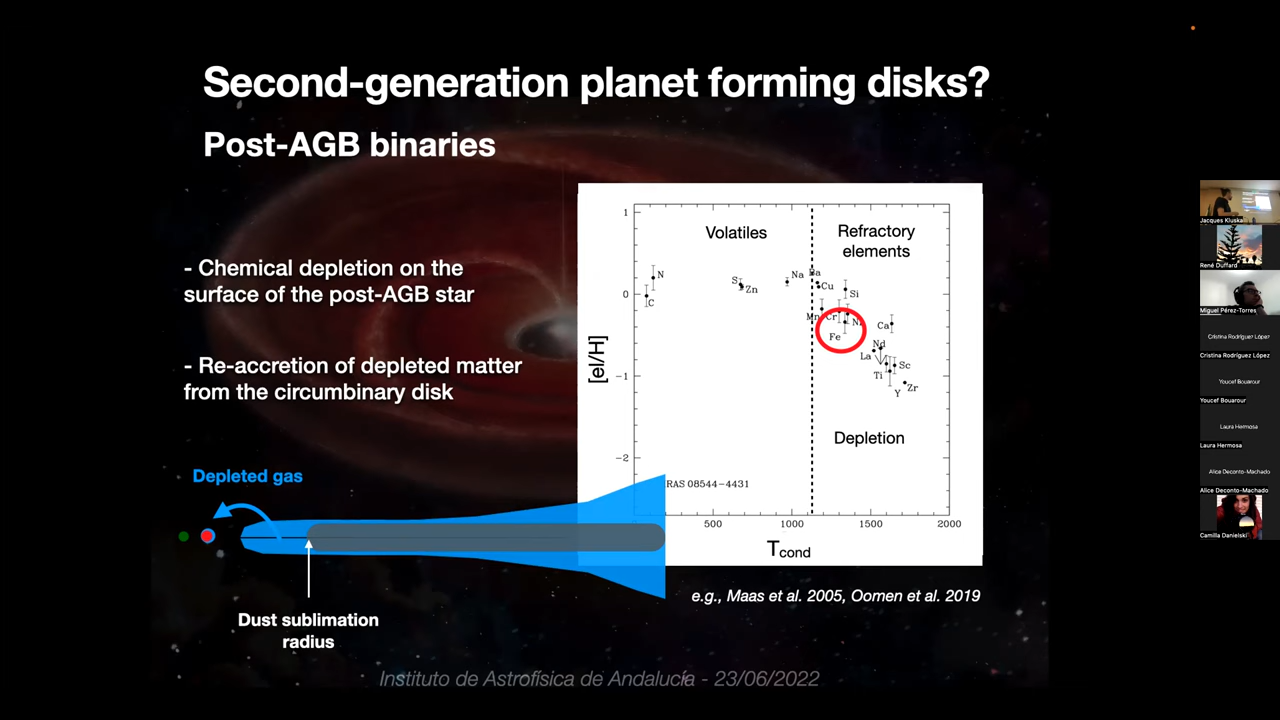 Second-generation planet forming disks?
Post-AGB binaries
- Chemical depletion on the
surface of the post-AGB star
- Re-accretion of depleted matter
from the circumbinary disk
Depleted gas
Dust sublimation
radius
1
0
−1
−2
[el/H]
Volatiles
Refractory
elements
N
C
S
Zn
Na
Ba
Cu
Si
Mn
Cr
Fe
Ca
Nd
La
Sc
Ti
Zr
Y
Depletion
RAS 08544−4431
500
1000
1500
2000
Tcond
e.g., Maas et al. 2005, Oomen et al. 2019
Instituto de Astrofísica de Andalucía - 23/06/2022
Jacques Kluska
René Duffard
Miguel Pérez-Torres
Cristina Rodríguez López
Cristina Rodríguez López
Youcef Bouarour
Youcef Bouarour
Laura Hermosa
Laura Hermosa
Alice Deconto-Machado
Alice Deconto-Machado
Camilla Danielski